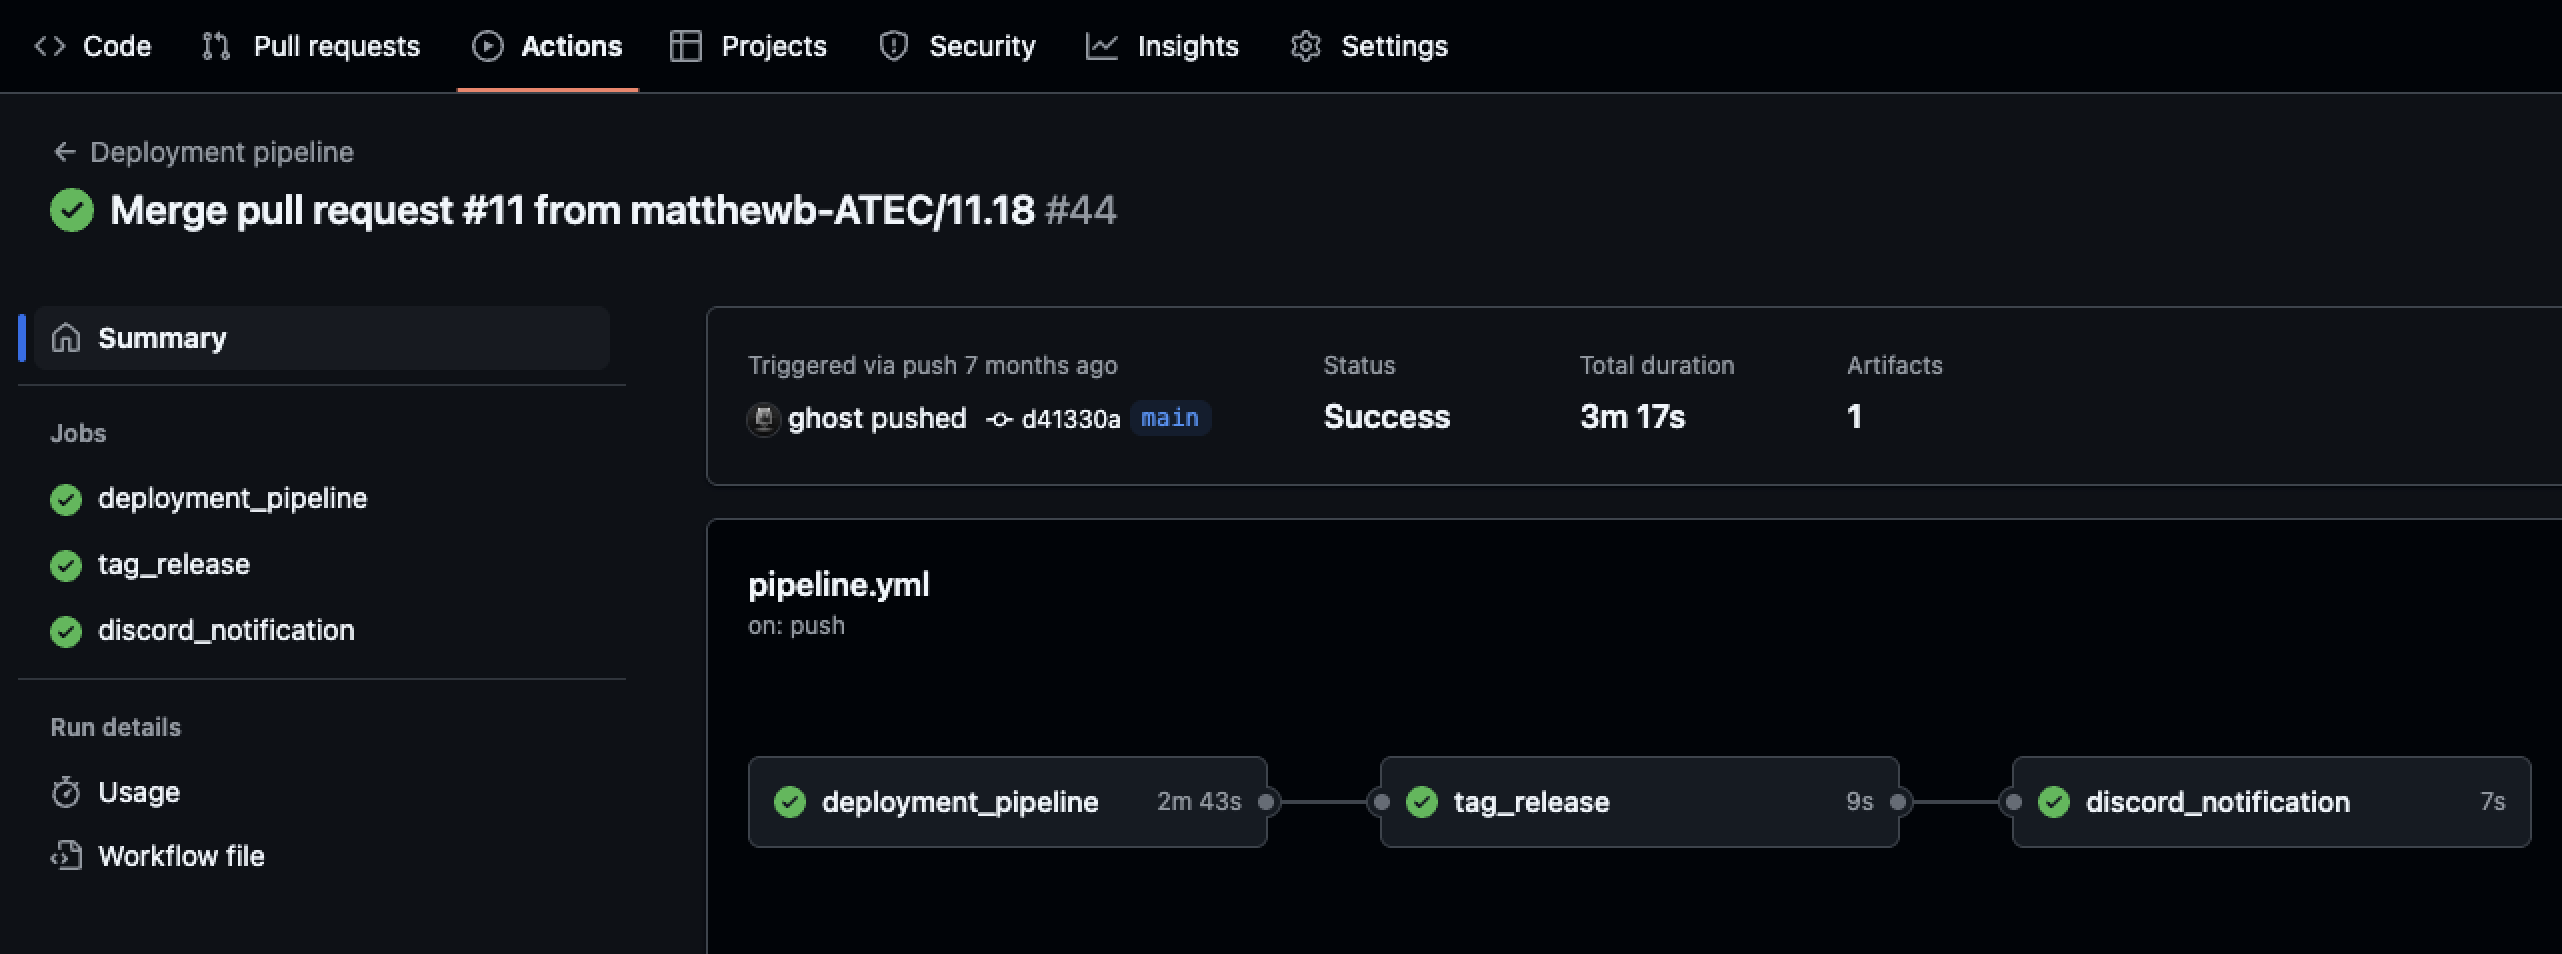 Code Pull requests Actions Projects Security Insights Settings
Deployment pipeline
Merge pull request #11 from matthewb-ATEC/11.18 #44
Summary
Jobs
deployment_pipeline
tag_release
discord_notification
Run details
Usage
Workflow file
Triggered via push 7 months ago
ghost pushed d41330a main
Status
Success
Total duration
3m 17s
Artifacts
1
pipeline.yml
on: push
deployment_pipeline 2m 43s
tag_release 9s
discord_notification 7s